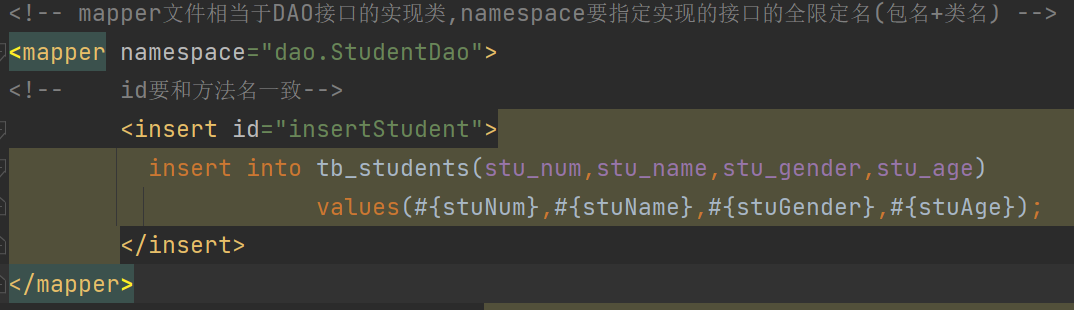 <!-- mapper文件相当于DAO接口的实现类,namespace要指定实现的接口的全限定名(包名+类名) -->
<mapper namespace="dao.StudentDao">
<!--    id要和方法名一致-->
<insert id="insertStudent">
insert into tb_students(stu_num,stu_name,stu_gender,stu_age)
values(#{stuNum},#{stuName},#{stuGender},#{stuAge});
</insert>
</mapper>